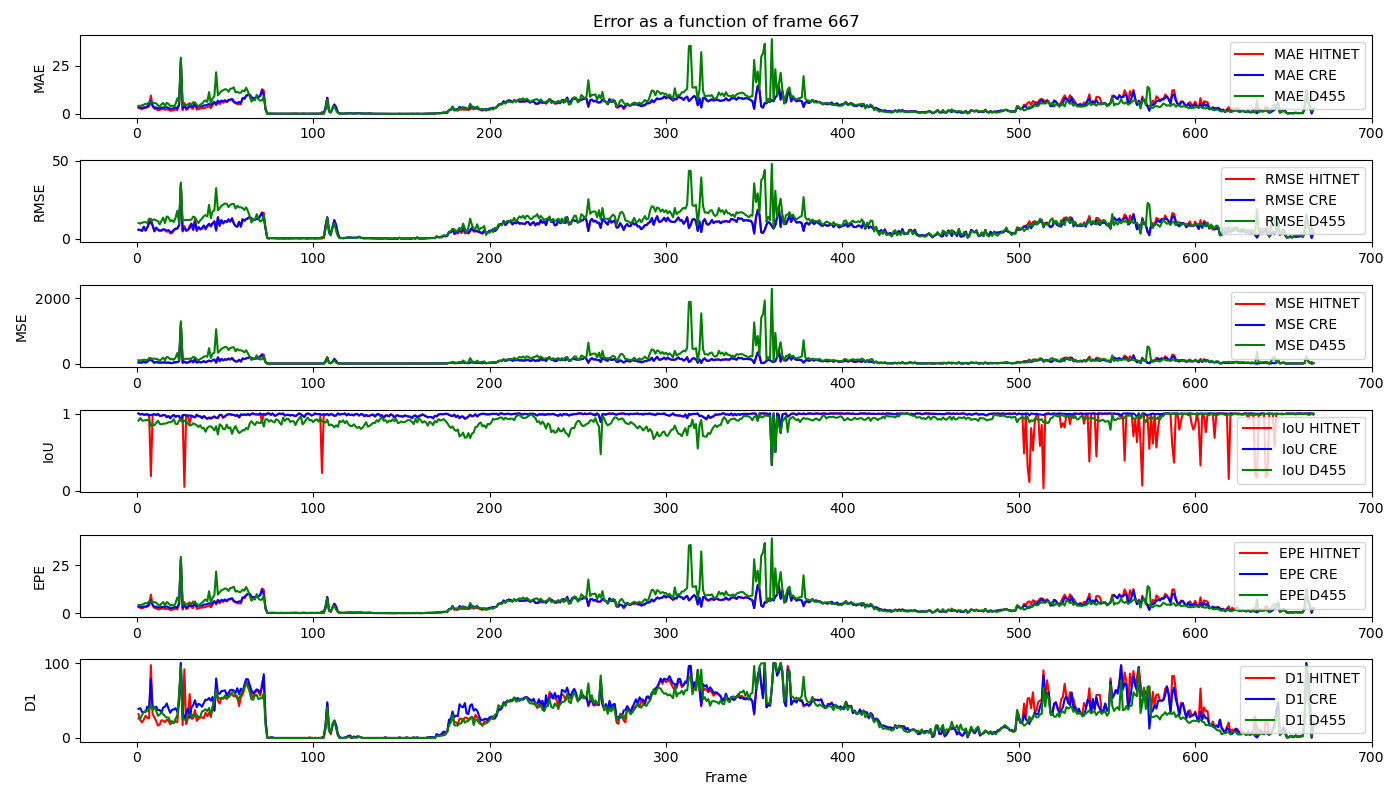 Error as a function of frame 667
MAE
25
0
MAE HITNET
MAE CRE
MAE D455
0 100 200 300 400 500 600 700
RMSE
50
0
RMSE HITNET
RMSE CRE
RMSE D455
0 100 200 300 400 500 600 700
MSE
2000
0
MSE HITNET
MSE CRE
MSE D455
0 100 200 300 400 500 600 700
IoU
1
0
IoU HITNET
IoU CRE
IoU D455
0 100 200 300 400 500 600 700
EPE
25
0
EPE HITNET
EPE CRE
EPE D455
0 100 200 300 400 500 600 700
D1
100
0
D1 HITNET
D1 CRE
D1 D455
0 100 200 300 400 500 600 700
Frame